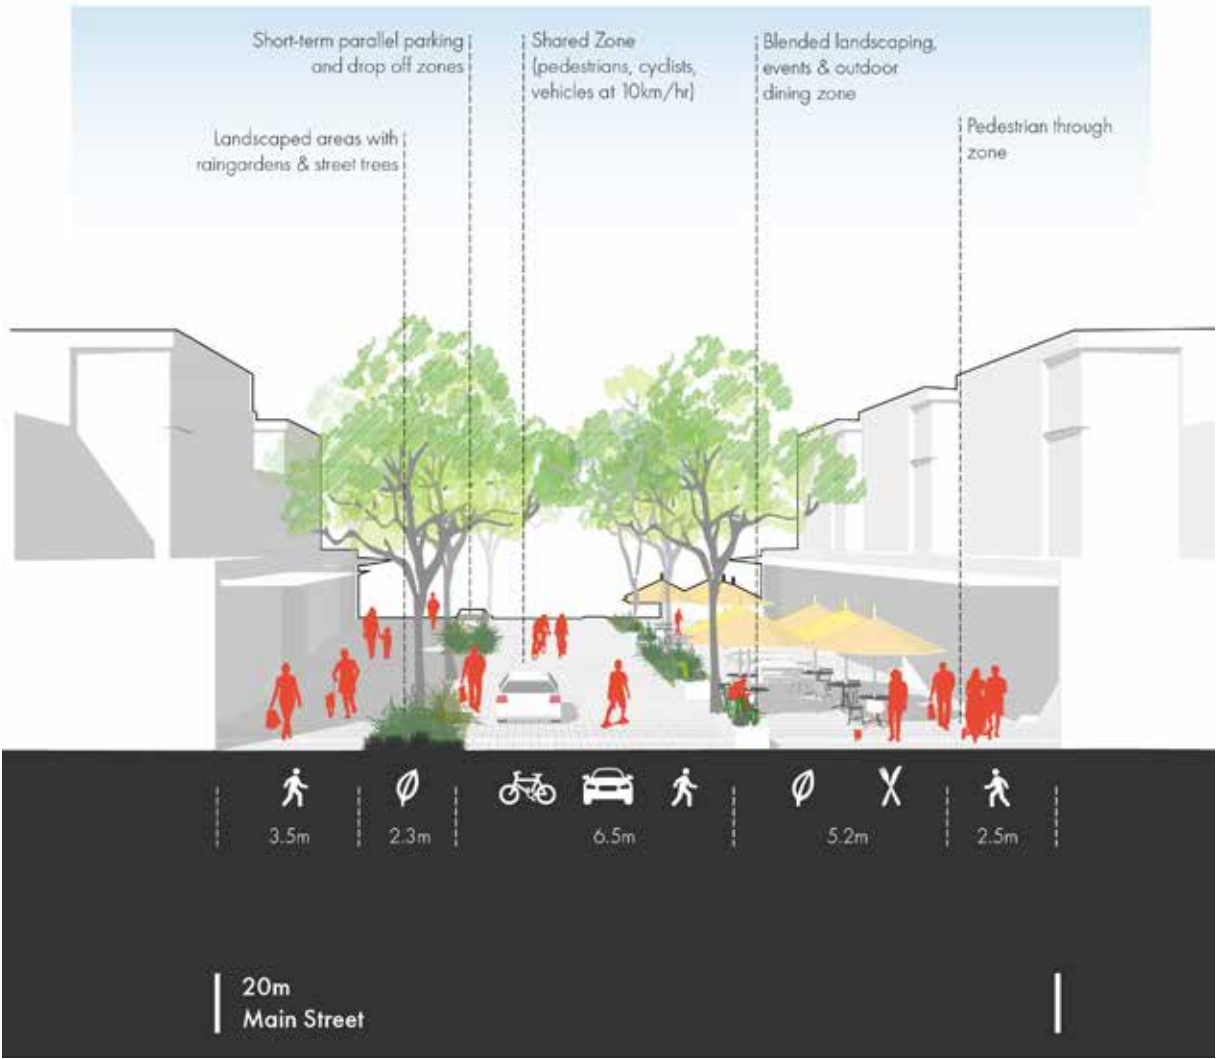 Short-term parallel parking
and drop off zones
Shared Zone
(pedestrians, cyclists,
vehicles at 10km/hr)
Blended landscaping,
events & outdoor
dining zone
Landscaped areas with
raingardens & street trees
Pedestrian through
zone
3.5m
2.3m
6.5m
5.2m
2.5m
20m
Main Street